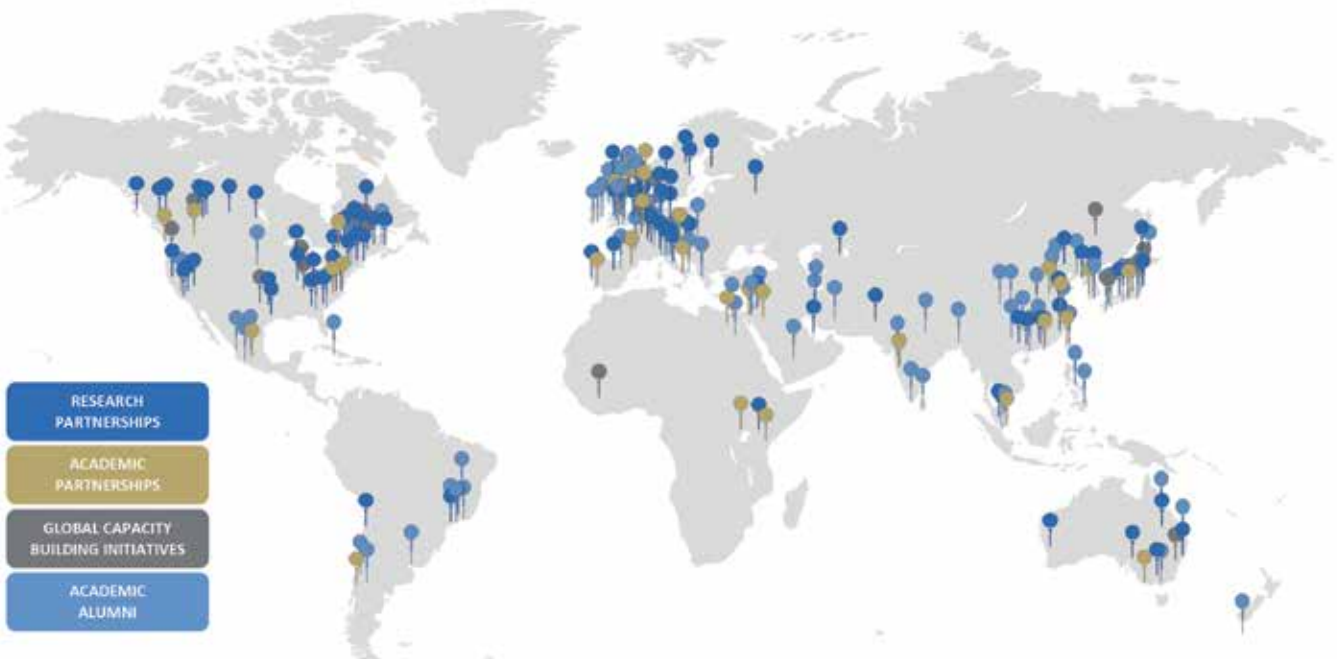 RESEARCH
PARTNERSHIPS
ACADEMIC
PARTNERSHIPS
GLOBAL CAPACITY
BUILDING INITIATIVES
ACADEMIC
ALUMNI